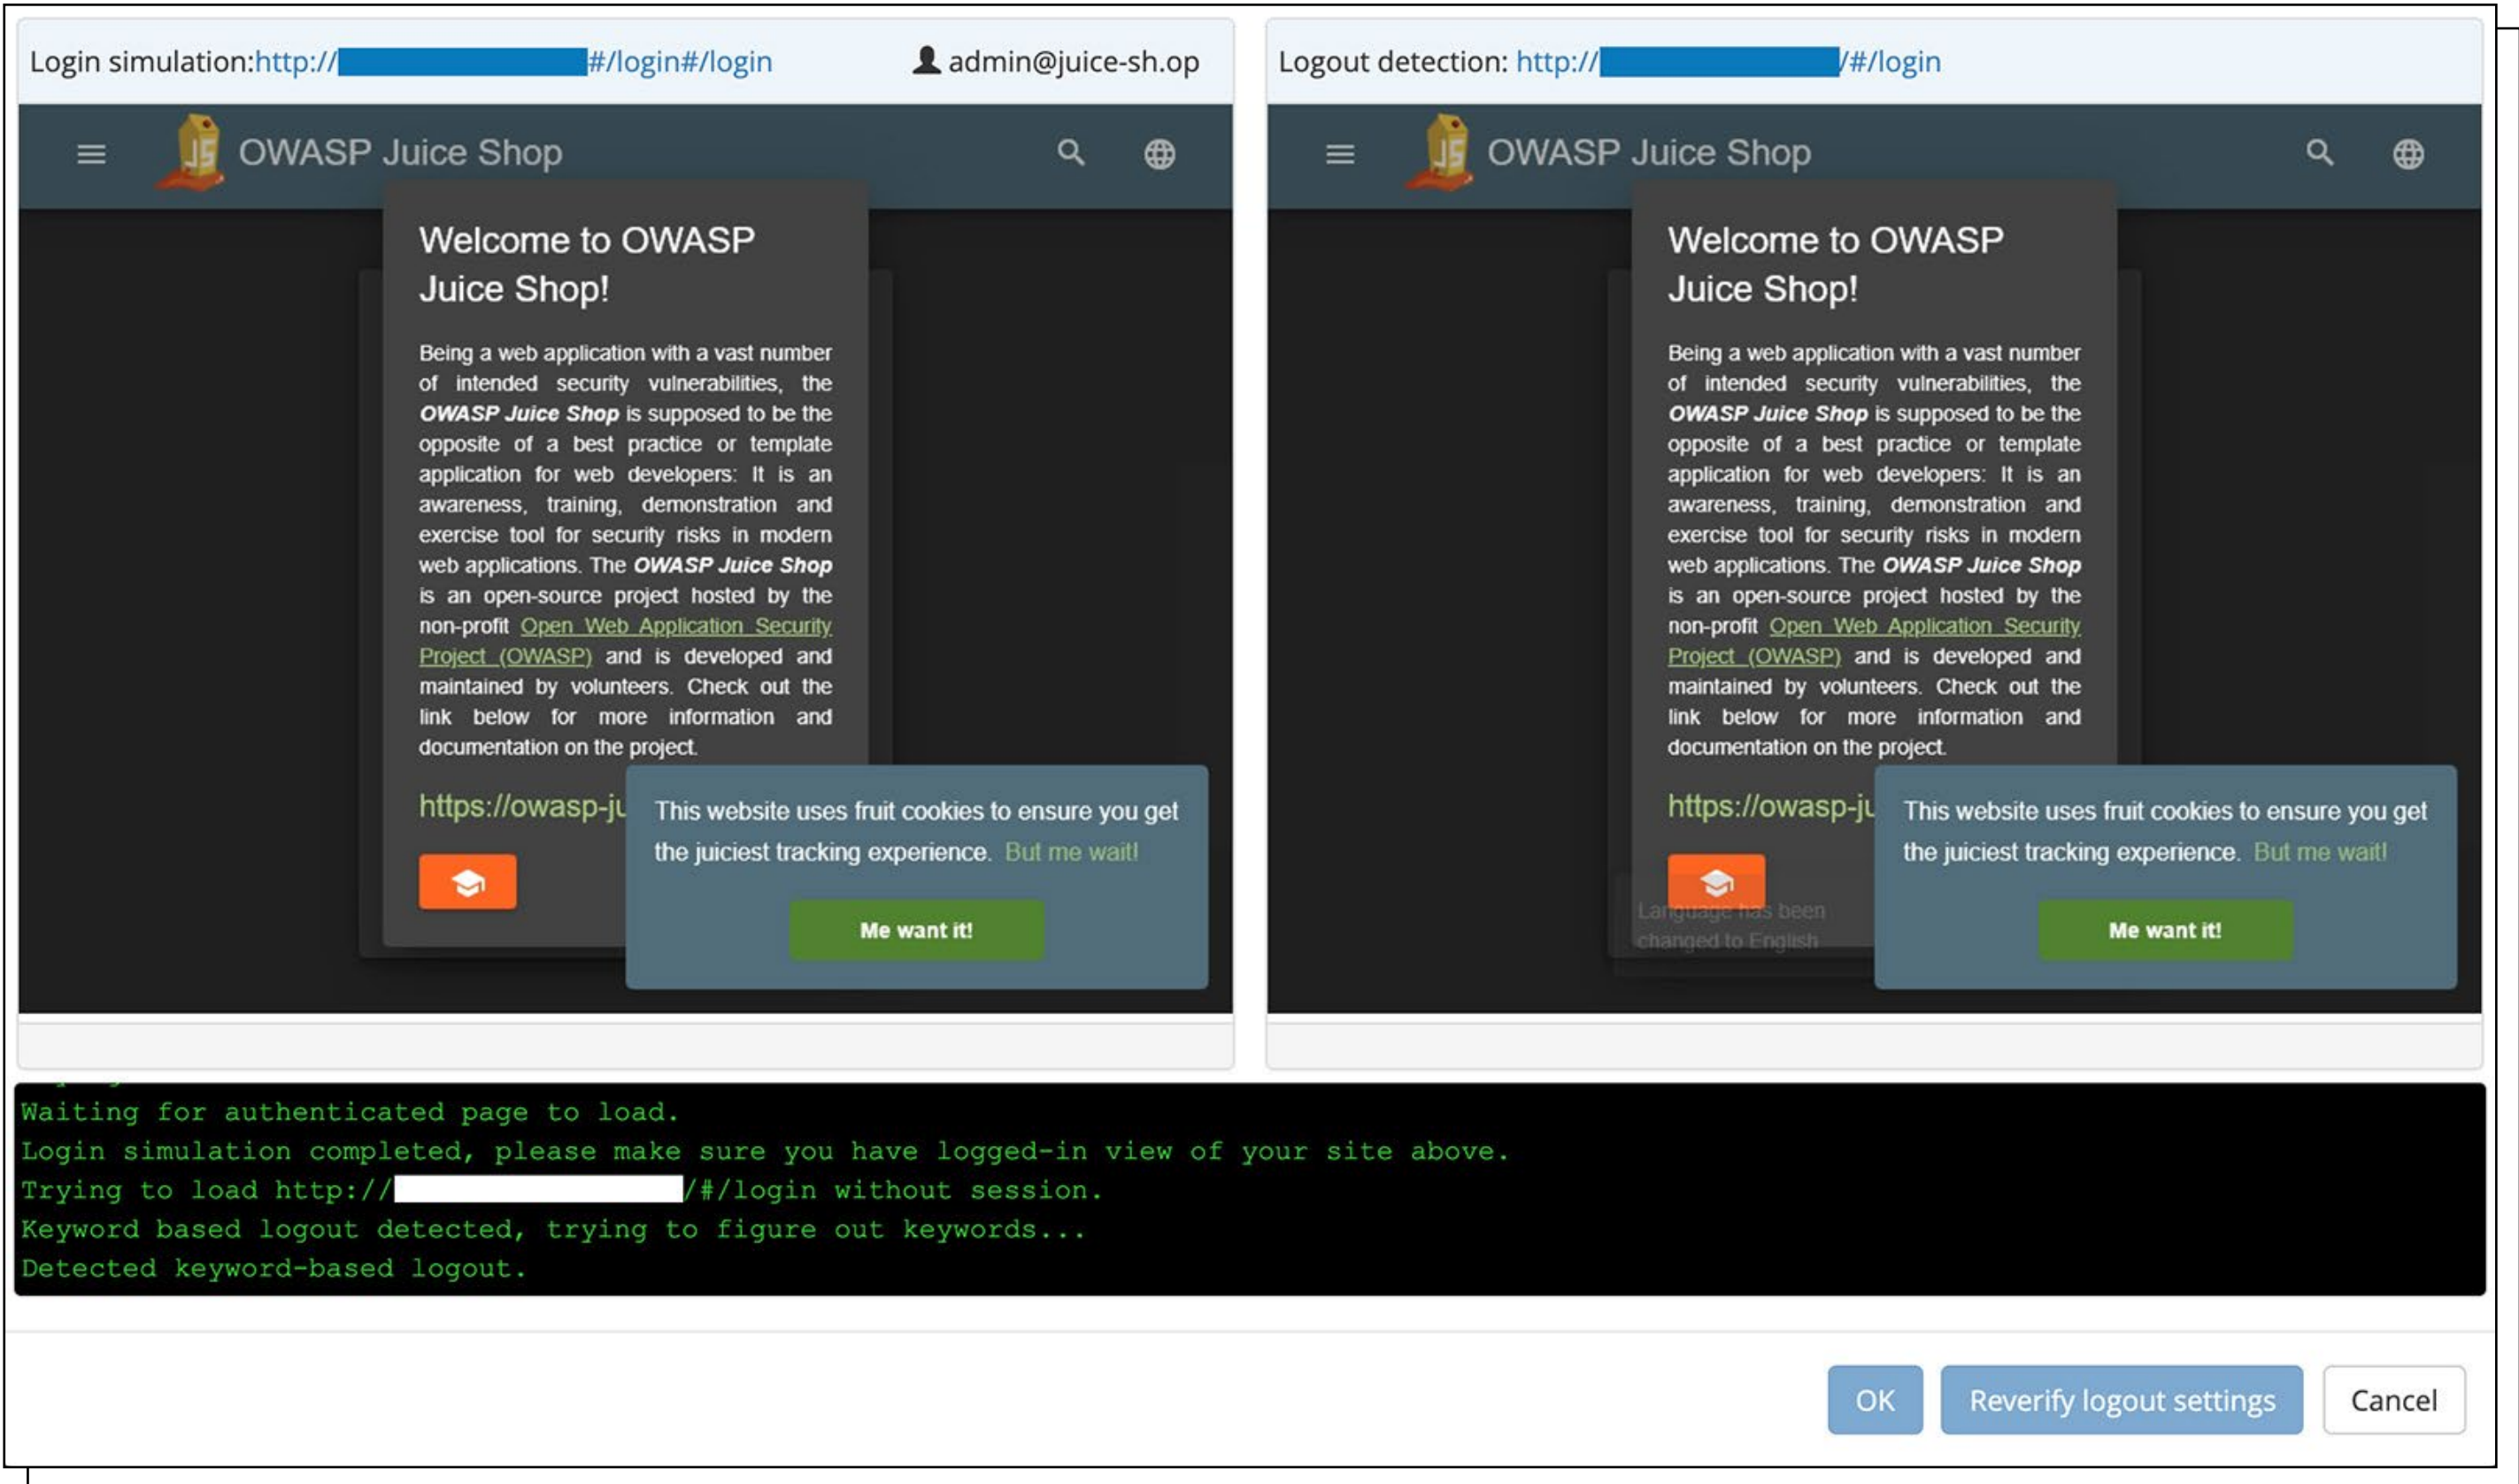 Login simulation:http:// #/login#/login admin@juice-sh.op
OWASP Juice Shop
Welcome to OWASP
Juice Shop!
Being a web application with a vast number
of intended security vulnerabilities, the
OWASP Juice Shop is supposed to be the
opposite of a best practice or template
application for web developers: It is an
awareness, training, demonstration and
exercise tool for security risks in modern
web applications. The OWASP Juice Shop
is an open-source project hosted by the
non-profit Open Web Application Security
Project (OWASP) and is developed and
maintained by volunteers. Check out the
link below for more information and
documentation on the project.
https://owasp-ju
This website uses fruit cookies to ensure you get
the juiciest tracking experience. But me wait!
Me want it!
Logout detection: http:// /#/login
OWASP Juice Shop
Welcome to OWASP
Juice Shop!
Being a web application with a vast number
of intended security vulnerabilities, the
OWASP Juice Shop is supposed to be the
opposite of a best practice or template
application for web developers: It is an
awareness, training, demonstration and
exercise tool for security risks in modern
web applications. The OWASP Juice Shop
is an open-source project hosted by the
non-profit Open Web Application Security
Project (OWASP) and is developed and
maintained by volunteers. Check out the
link below for more information and
documentation on the project.
https://owasp-ju
Language has been
changed to English
This website uses fruit cookies to ensure you get
the juiciest tracking experience. But me wait!
Me want it!
Waiting for authenticated page to load.
Login simulation completed, please make sure you have logged-in view of your site above.
Trying to load http:// /#/login without session.
Keyword based logout detected, trying to figure out keywords...
Detected keyword-based logout.
OK Reverify logout settings Cancel